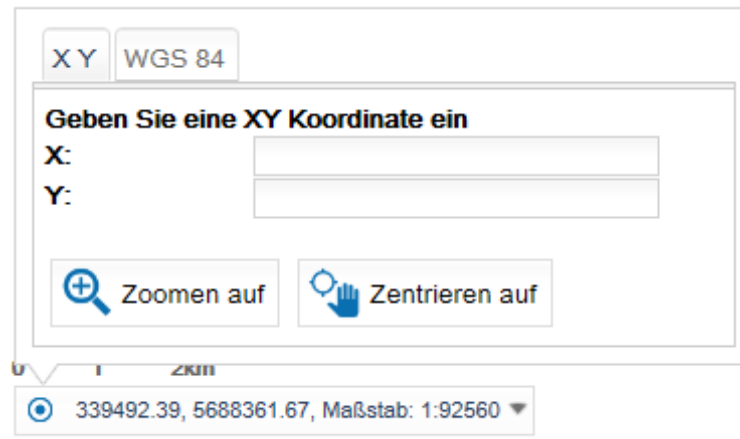 X Y WGS 84
Geben Sie eine XY Koordinate ein
X:
Y:
Zoomen auf Zentrieren auf
0 1 2km
339492.39, 5688361.67, Maßstab: 1:92560